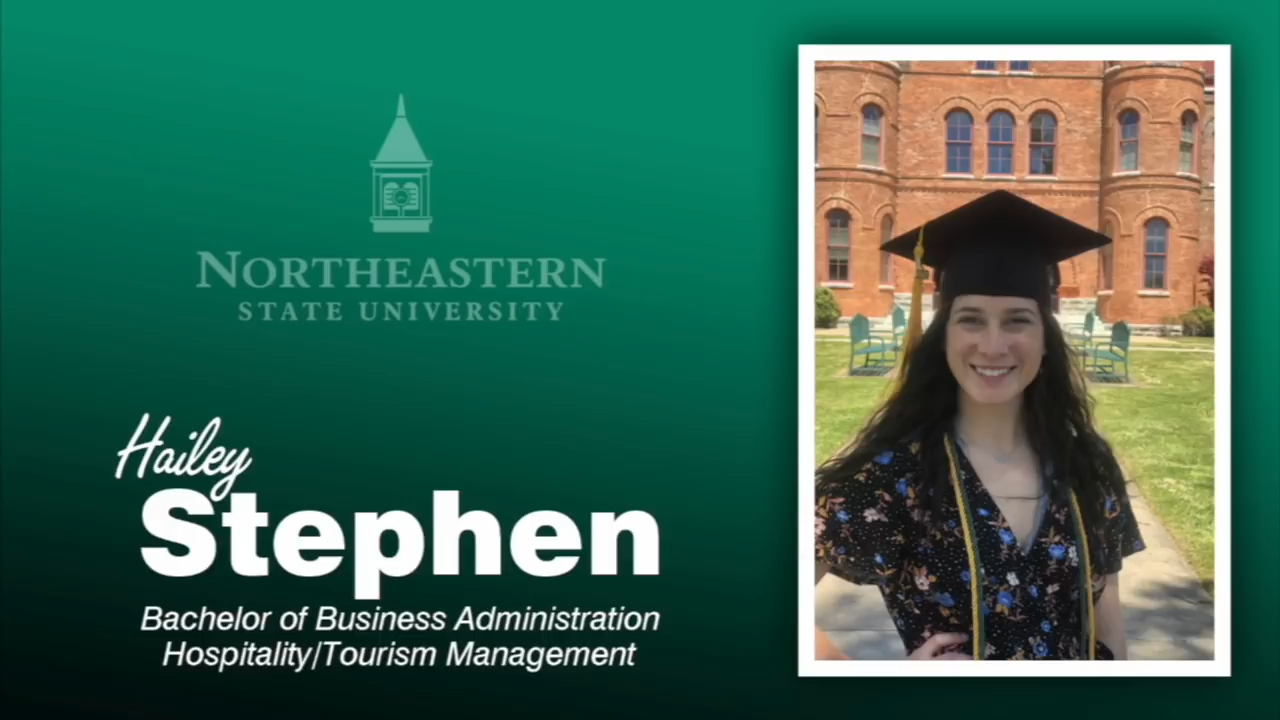 NORTHEASTERN
STATE UNIVERSITY
Hailey
Stephen
Bachelor of Business Administration
Hospitality/Tourism Management